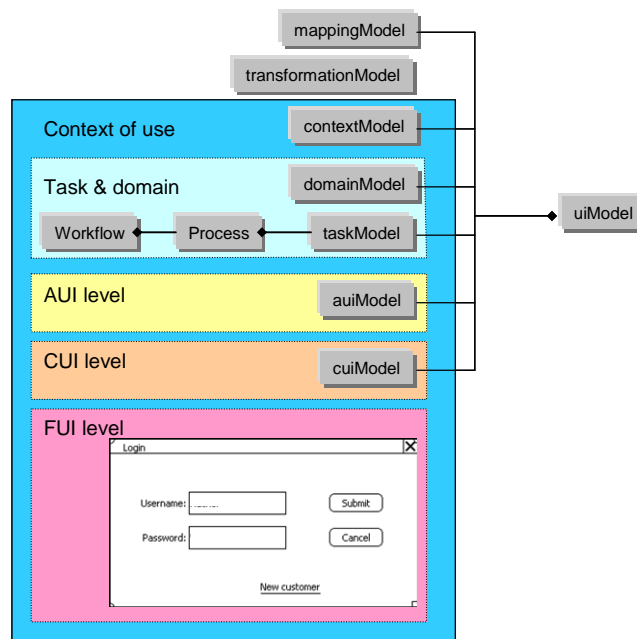 mappingModel
transformationModel
Context of use
contextModel
Task & domain
domainModel
uiModel
Workflow
Process
taskModel
AUI level
auiModel
CUI level
cuiModel
FUI level
Login
Username:
Submit
Password:
Cancel
New customer